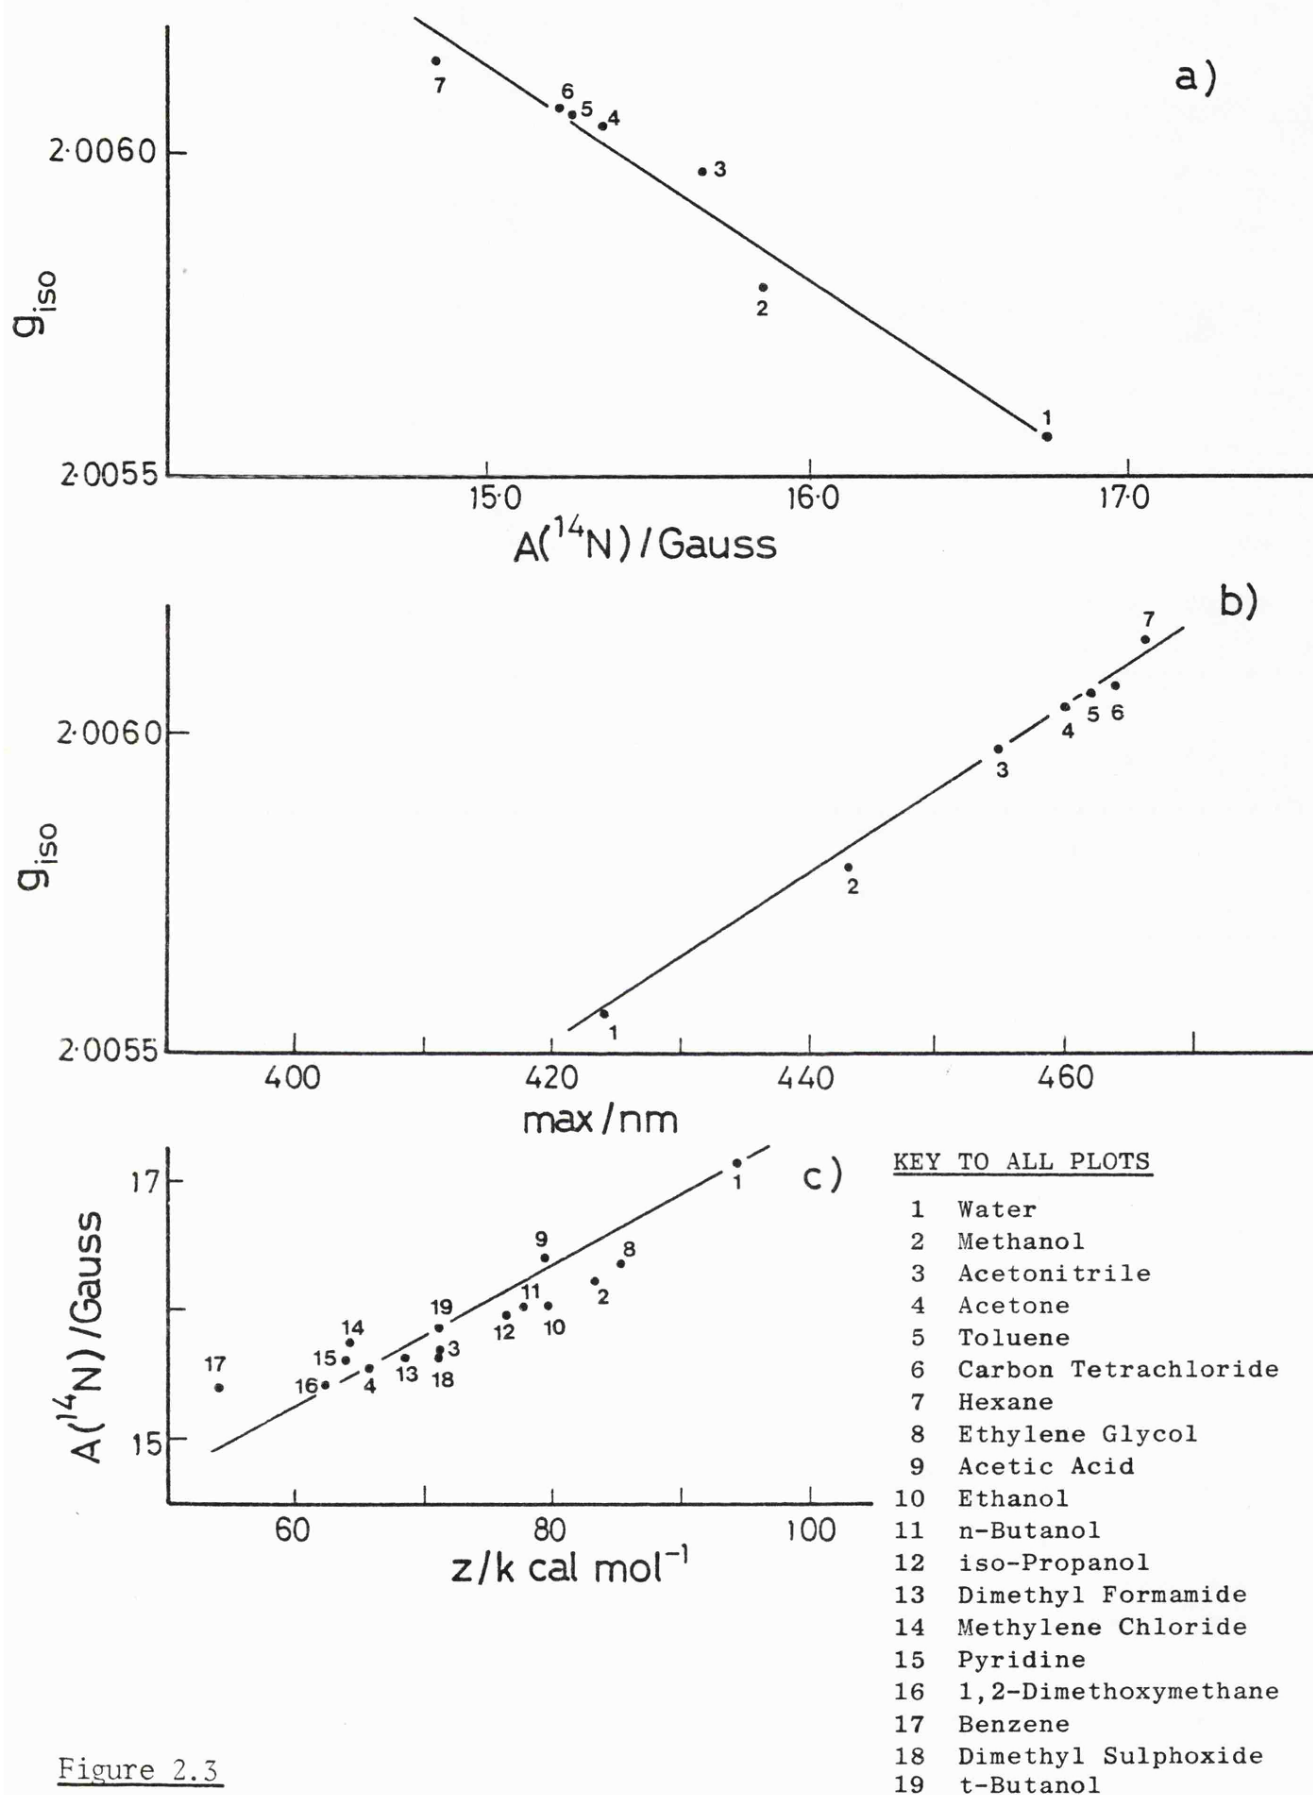 a)
7
6
5
4
3
2
1
2·0060
2·0055
g iso
15·0 16·0 17·0
A(¹⁴N)/Gauss
b)
7
6
5
4
3
2
1
2·0060
2·0055
g iso
400 420 440 460
max/nm
c)
1
9
8
2
11
10
12
19
3
18
13
14
15
4
16
17
17
15
A(¹⁴N)/Gauss
60 80 100
z/k cal mol⁻¹
KEY TO ALL PLOTS
1 Water
2 Methanol
3 Acetonitrile
4 Acetone
5 Toluene
6 Carbon Tetrachloride
7 Hexane
8 Ethylene Glycol
9 Acetic Acid
10 Ethanol
11 n-Butanol
12 iso-Propanol
13 Dimethyl Formamide
14 Methylene Chloride
15 Pyridine
16 1,2-Dimethoxymethane
17 Benzene
18 Dimethyl Sulphoxide
19 t-Butanol
Figure 2.3